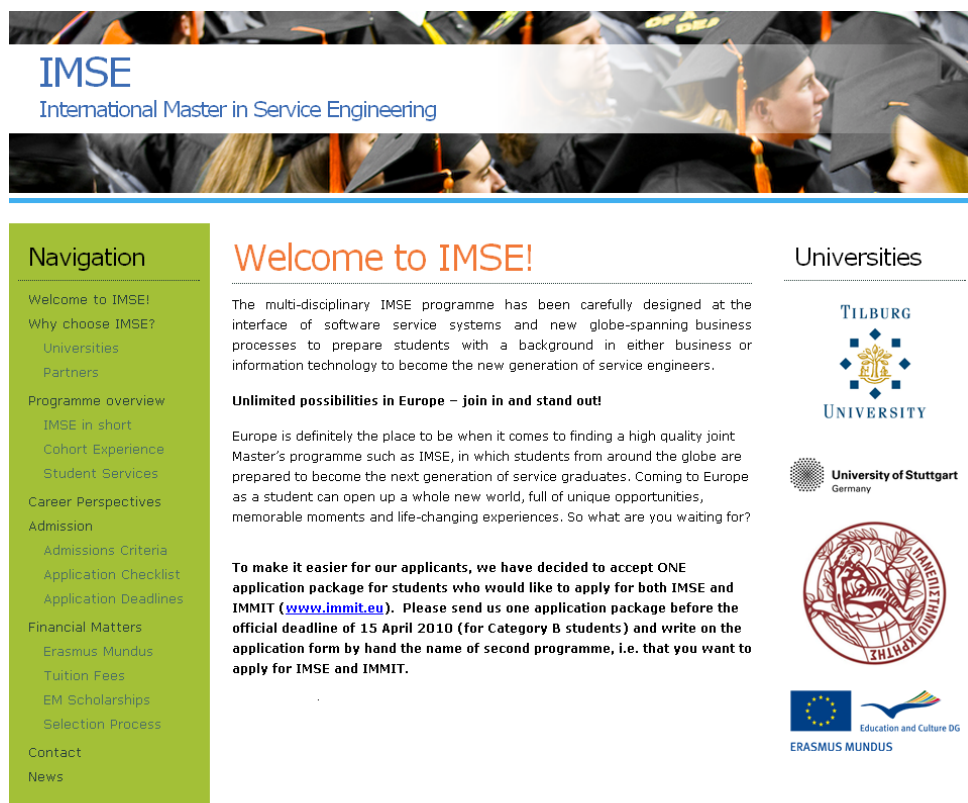 OF A
DEA
IMSE
International Master in Service Engineering
Navigation
Welcome to IMSE!
Why choose IMSE?
Universities
Partners
Programme overview
IMSE in short
Cohort Experience
Student Services
Career Perspectives
Admission
Admissions Criteria
Application Checklist
Application Deadlines
Financial Matters
Erasmus Mundus
Tuition Fees
EM Scholarships
Selection Process
Contact
News
Welcome to IMSE!
The multi-disciplinary IMSE programme has been carefully designed at the
interface of software service systems and new globe-spanning business
processes to prepare students with a background in either business or
information technology to become the new generation of service engineers.
Unlimited possibilities in Europe – join in and stand out!
Europe is definitely the place to be when it comes to finding a high quality joint
Master's programme such as IMSE, in which students from around the globe are
prepared to become the next generation of service graduates. Coming to Europe
as a student can open up a whole new world, full of unique opportunities,
memorable moments and life-changing experiences. So what are you waiting for?
To make it easier for our applicants, we have decided to accept ONE
application package for students who would like to apply for both IMSE and
IMMIT (www.immit.eu). Please send us one application package before the
official deadline of 15 April 2010 (for Category B students) and write on the
application form by hand the name of second programme, i.e. that you want to
apply for IMSE and IMMIT.
.
Universities
TILBURG
UNIVERSITY
University of Stuttgart
Germany
ΠΑΝΕΠΙΣΤΗΜΙΟ ΚΡΗΤΗΣ
Education and Culture DG
ERASMUS MUNDUS